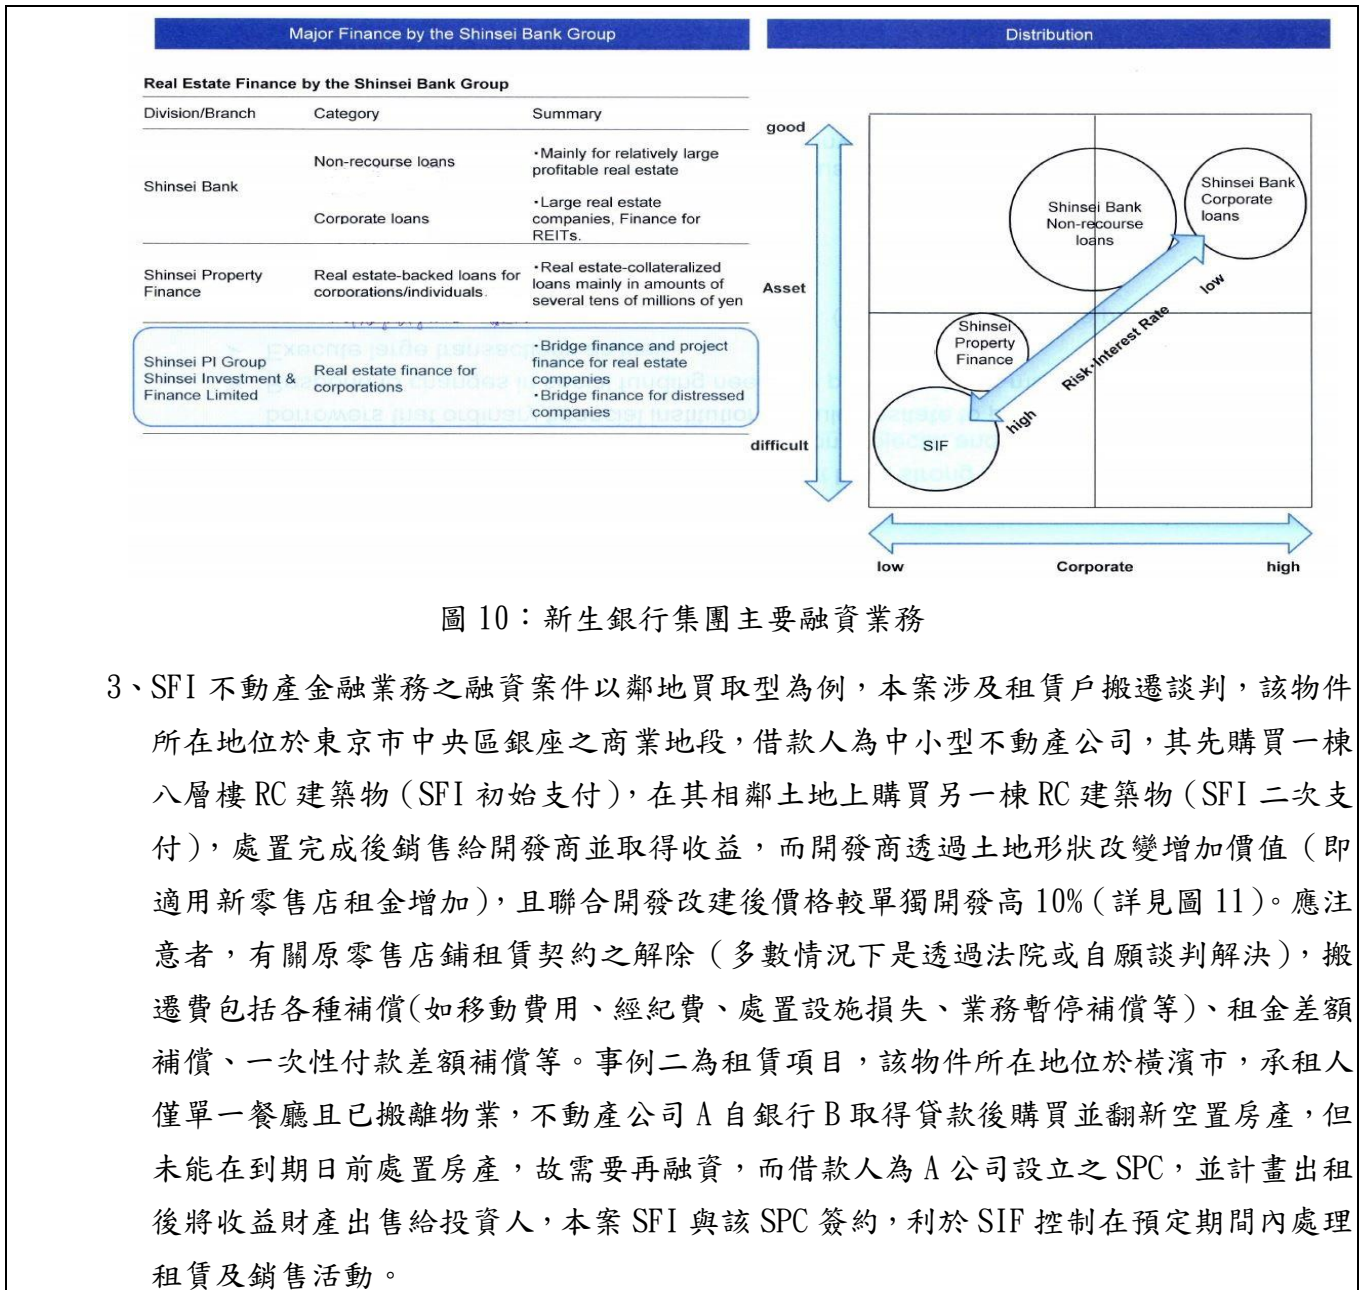 Major Finance by the Shinsei Bank Group
Distribution
Real Estate Finance by the Shinsei Bank Group
Division/Branch Category Summary
Shinsei Bank
Non-recourse loans
・Mainly for relatively large
profitable real estate
Corporate loans
・Large real estate
companies, Finance for
REITs.
Shinsei Property
Finance
Real estate-backed loans for
corporations/individuals.
・Real estate-collateralized
loans mainly in amounts of
several tens of millions of yen
Shinsei PI Group
Shinsei Investment &
Finance Limited
Real estate finance for
corporations
・Bridge finance and project
finance for real estate
companies
・Bridge finance for distressed
companies
good
Asset
difficult
Shinsei Bank
Non-recourse
loans
Shinsei Bank
Corporate
loans
Shinsei
Property
Finance
SIF
low
Risk・Interest Rate
high
low
Corporate
high
圖 10：新生銀行集團主要融資業務
3、SFI 不動產金融業務之融資案件以鄰地買取型為例，本案涉及租賃戶搬遷談判，該物件
所在地位於東京市中央區銀座之商業地段，借款人為中小型不動產公司，其先購買一棟
八層樓 RC 建築物（SFI 初始支付），在其相鄰土地上購買另一棟 RC 建築物（SFI 二次支
付），處置完成後銷售給開發商並取得收益，而開發商透過土地形狀改變增加價值（即
適用新零售店租金增加），且聯合開發改建後價格較單獨開發高 10%（詳見圖 11）。應注
意者，有關原零售店鋪租賃契約之解除（多數情況下是透過法院或自願談判解決），搬
遷費包括各種補償(如移動費用、經紀費、處置設施損失、業務暫停補償等)、租金差額
補償、一次性付款差額補償等。事例二為租賃項目，該物件所在地位於橫濱市，承租人
僅單一餐廳且已搬離物業，不動產公司 A 自銀行 B 取得貸款後購買並翻新空置房產，但
未能在到期日前處置房產，故需要再融資，而借款人為 A 公司設立之 SPC，並計畫出租
後將收益財產出售給投資人，本案 SFI 與該 SPC 簽約，利於 SIF 控制在預定期間內處理
租賃及銷售活動。